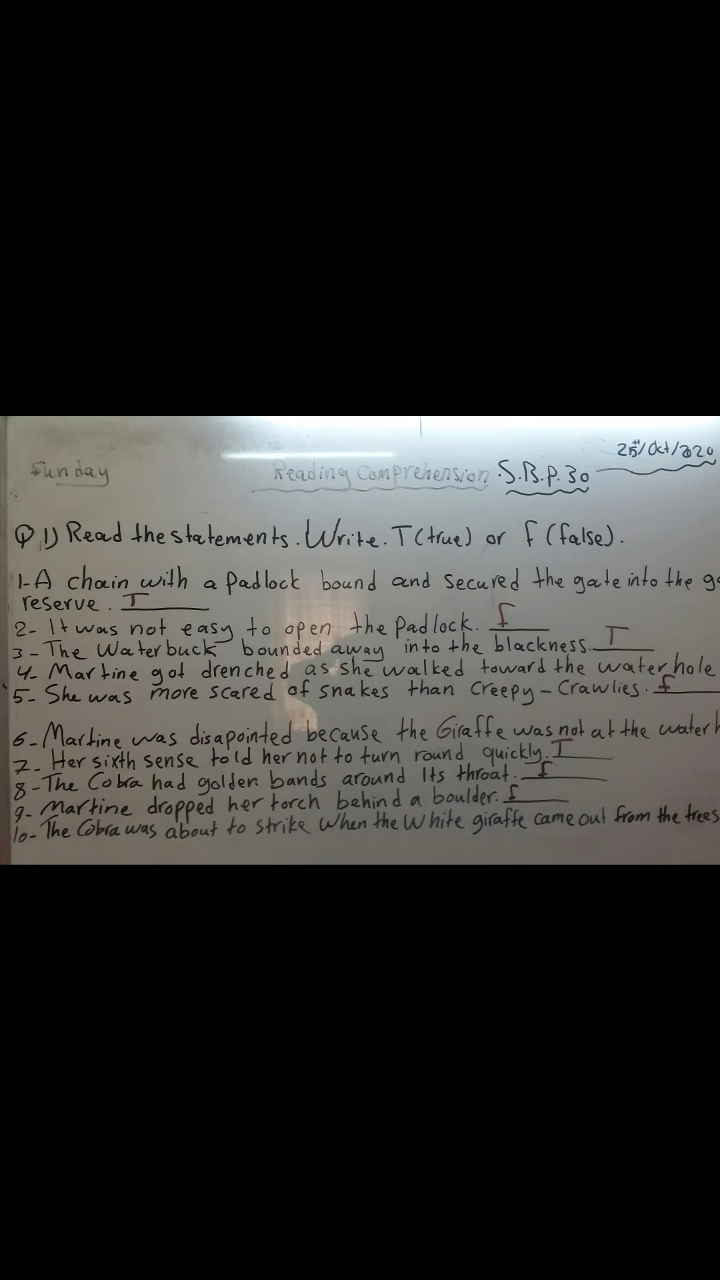 Sunday
Reading Comprehension. S.B.P.30
25th/Oct/2020
Q 1) Read the statements. Write. T(true) or f (false).
1-A chain with a Padlock bound and secured the gate into the
reserve. T
2- It was not easy to open the Padlock. f
3- The Waterbuck bounded away into the blackness. T
4- Martine got drenched as she walked toward the water hole
5- She was more scared of snakes than Creepy-Crawlies. f
6- Martine was disapointed because the Giraffe was not at the water
7- Her sixth sense told her not to turn round quickly. T
8- The Cobra had golden bands around Its throat. f
9- Martine dropped her torch behind a boulder. f
10- The Cobra was about to strike When the White giraffe came out from the trees